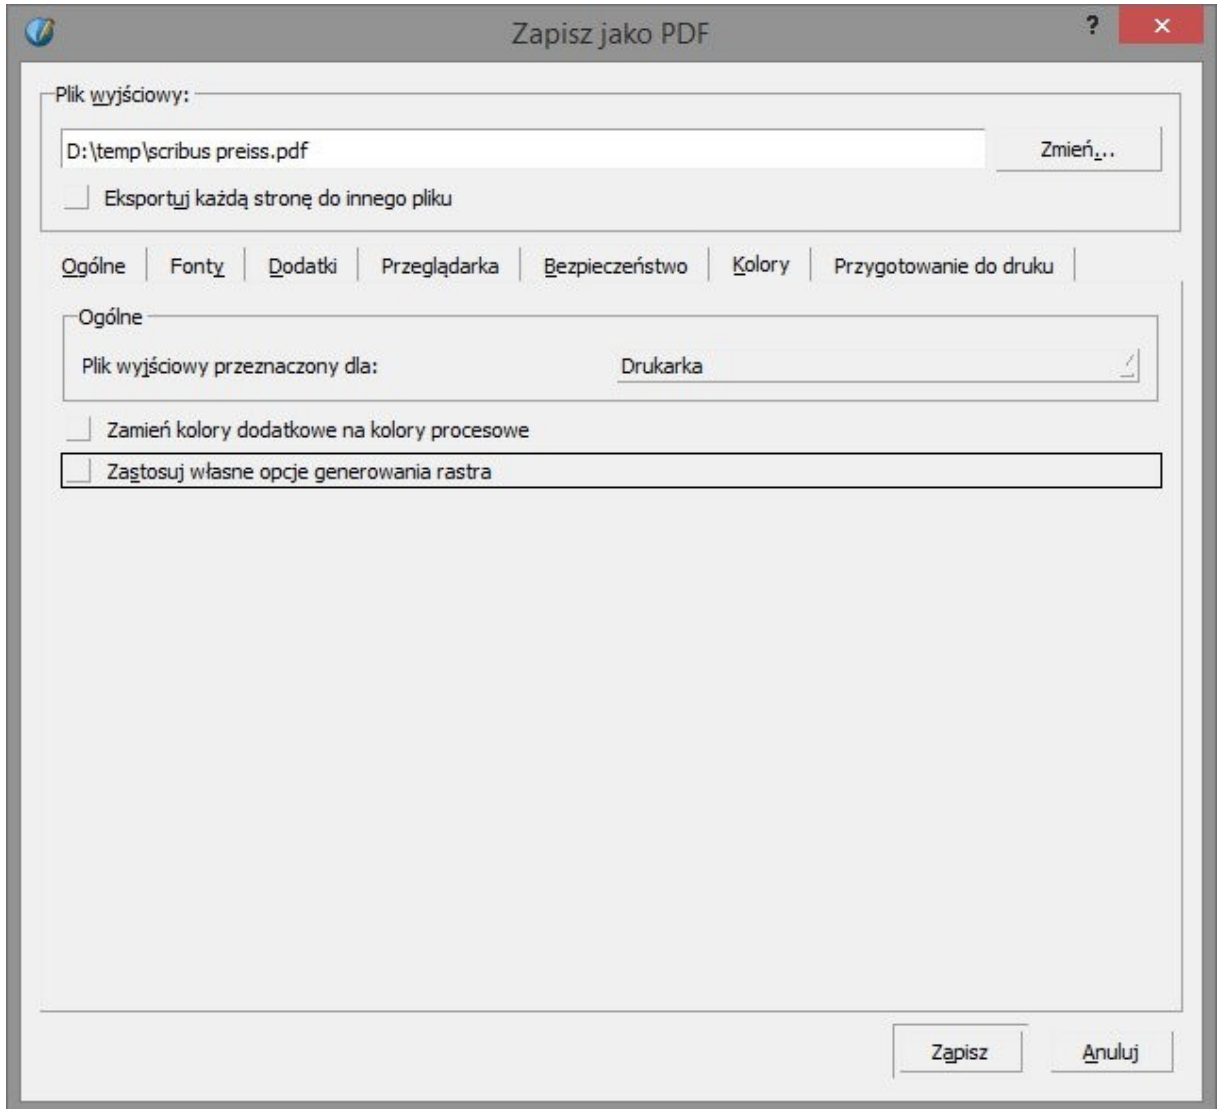 Zapisz jako PDF
?
Plik wyjściowy:
D:\temp\scribus preiss.pdf
Zmień...
Eksportuj każdą stronę do innego pliku
Ogólne Fonty Dodatki Przeglądarka Bezpieczeństwo Kolory Przygotowanie do druku
Ogólne
Plik wyjściowy przeznaczony dla: Drukarka
Zamień kolory dodatkowe na kolory procesowe
Zastosuj własne opcje generowania rastra
Zapisz Anuluj